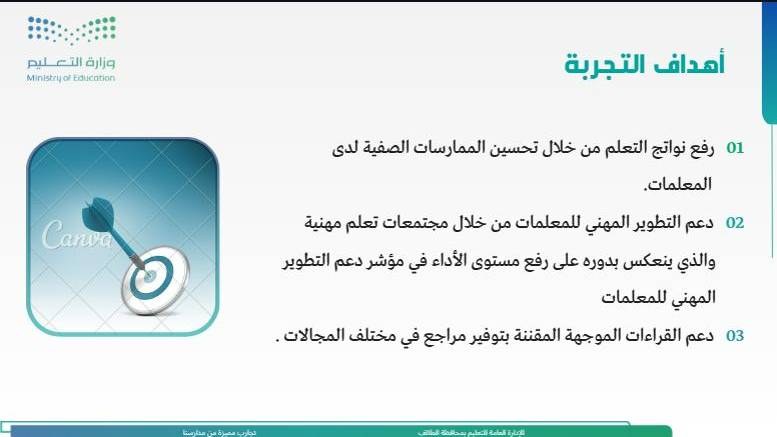 وزارة التعليم
Ministry of Education
أهداف التجربة
01 رفع نواتج التعلم من خلال تحسين الممارسات الصفية لدى
المعلمات.
02 دعم التطوير المهني للمعلمات من خلال مجتمعات تعلم مهنية
والذي ينعكس بدوره على رفع مستوى الأداء في مؤشر دعم التطوير
المهني للمعلمات
03 دعم القراءات الموجهة المقننة بتوفير مراجع في مختلف المجالات .
Canva
الإدارة العامة للتعليم بمحافظة الطائف
تجارب مميزة من مدارسنا